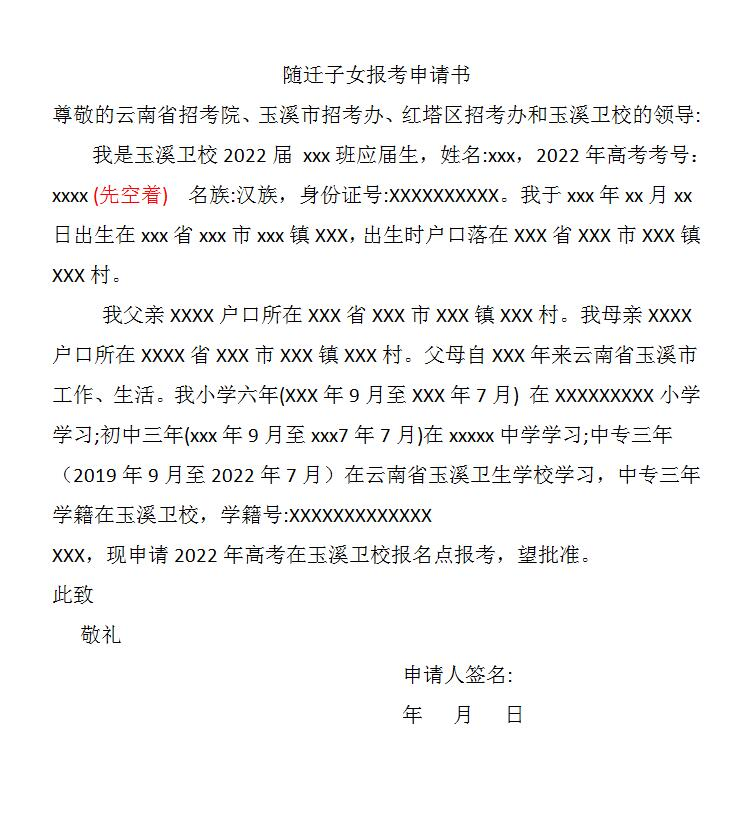 随迁子女报考申请书
尊敬的云南省招考院、玉溪市招考办、红塔区招考办和玉溪卫校的领导:
我是玉溪卫校 2022 届 xxx 班应届生，姓名:xxx，2022 年高考考号：
xxxx (先空着) 名族:汉族，身份证号:XXXXXXXXXX。我于 xxx 年 xx 月 xx
日出生在 xxx 省 xxx 市 xxx 镇 XXX，出生时户口落在 XXX 省 XXX 市 XXX 镇
XXX 村。
我父亲 XXXX 户口所在 XXX 省 XXX 市 XXX 镇 XXX 村。我母亲 XXXX
户口所在 XXXX 省 XXX 市 XXX 镇 XXX 村。父母自 XXX 年来云南省玉溪市
工作、生活。我小学六年(XXX 年 9 月至 XXX 年 7 月) 在 XXXXXXXXX 小学
学习;初中三年(xxx 年 9 月至 xxx7 年 7 月)在 xxxxx 中学学习;中专三年
（2019 年 9 月至 2022 年 7 月）在云南省玉溪卫生学校学习，中专三年
学籍在玉溪卫校，学籍号:XXXXXXXXXXXXX
XXX，现申请 2022 年高考在玉溪卫校报名点报考，望批准。
此致
敬礼
申请人签名:
年 月 日